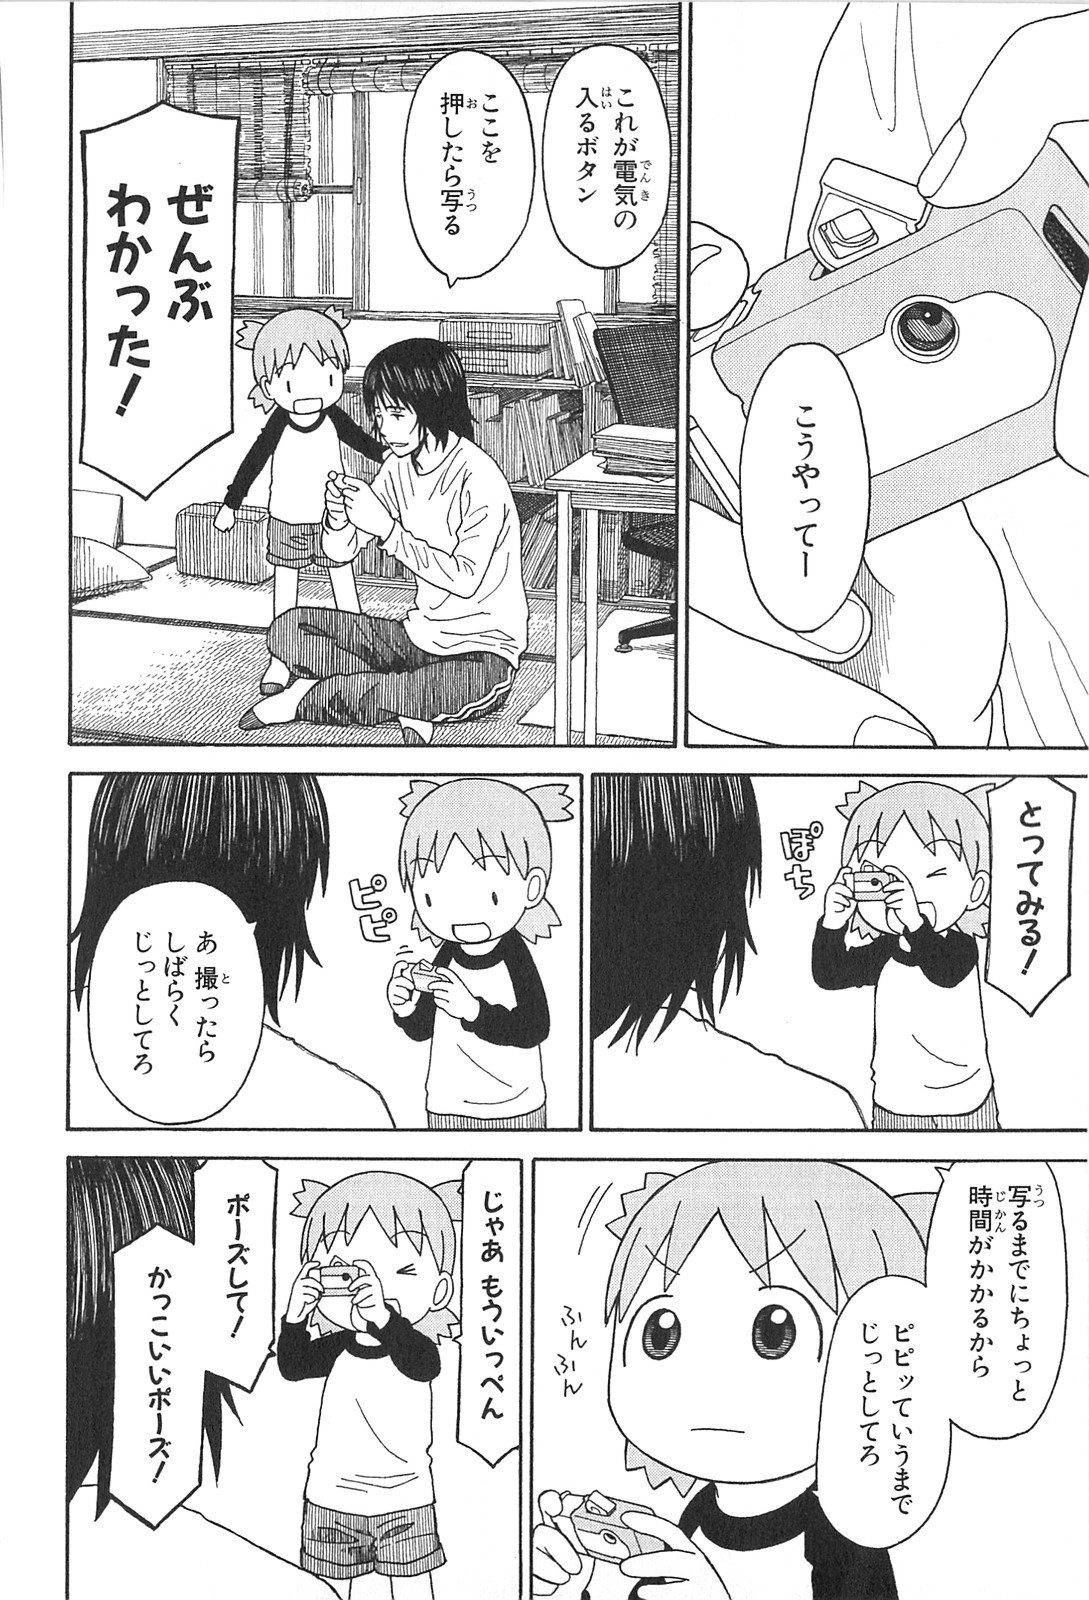 こうやってー
これが電気の
入るボタン
ここを
押したら写る
ぜんぶ
わかった!
とってみる!
ぽち
ピピ
あ 撮ったら
しばらく
じっとしてろ
写るまでにちょっと
時間がかかるから
ピピッていうまで
じっとしてろ
ふんふん
じゃあ もういっぺん
ポーズして!
かっこいいポーズ!